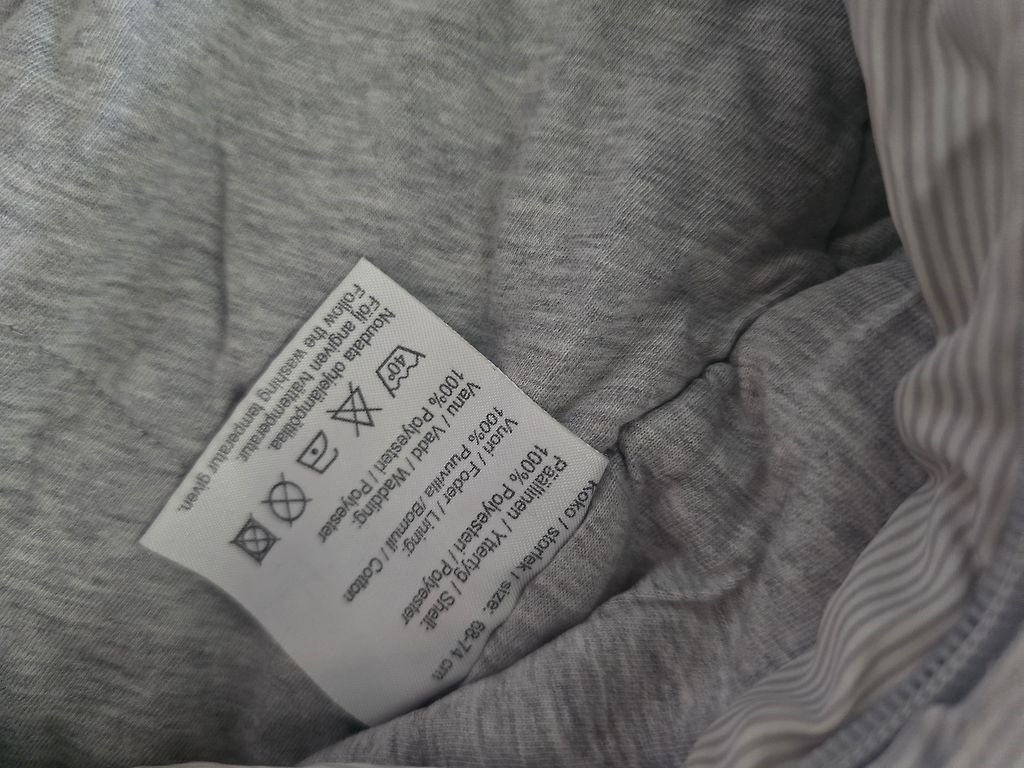 Koko / storlek / size: 68-74 cm
Päällinen / Yttertyg / Shell:
100% Polyesteri / Polyester
Vuori / Foder / Lining:
100% Puuvilla /Bomull / Cotton
Vanu / Vadd / Wadding:
100% Polyesteri / Polyester
40°
Noudata ohjelämpötilaa.
Följ angiven tvättemperatur.
Follow the washing temperatur given.